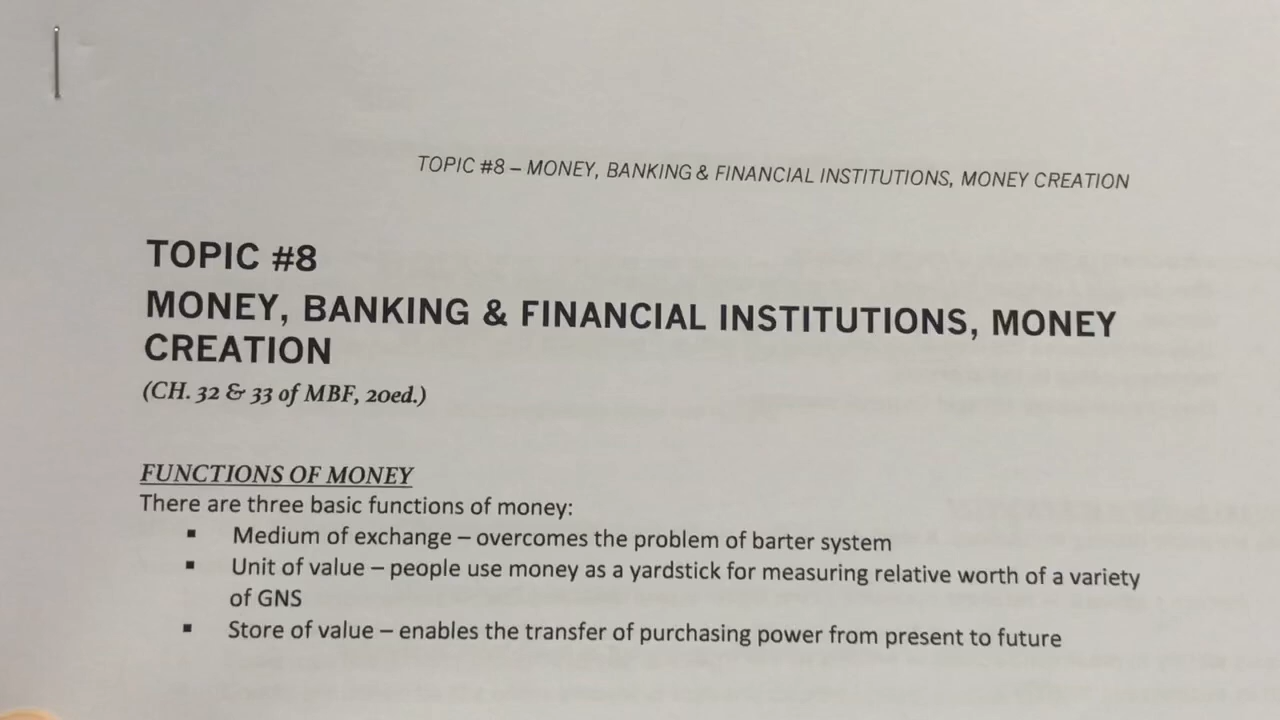 TOPIC #8 – MONEY, BANKING & FINANCIAL INSTITUTIONS, MONEY CREATION
TOPIC #8
MONEY, BANKING & FINANCIAL INSTITUTIONS, MONEY
CREATION
(CH. 32 & 33 of MBF, 20ed.)
FUNCTIONS OF MONEY
There are three basic functions of money:
▪ Medium of exchange – overcomes the problem of barter system
▪ Unit of value – people use money as a yardstick for measuring relative worth of a variety
of GNS
▪ Store of value – enables the transfer of purchasing power from present to future